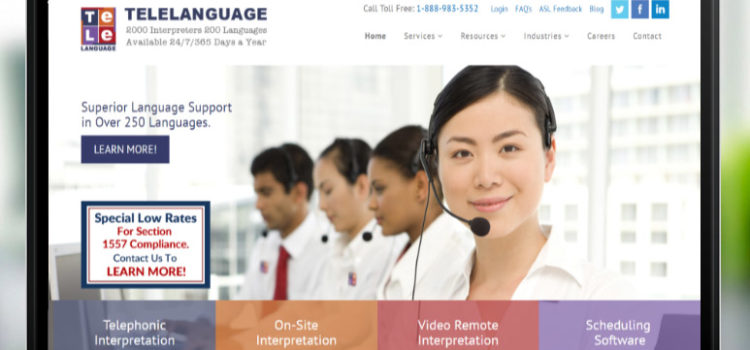 Te
Le
LANGUAGE
TELELANGUAGE
2000 Interpreters 200 Languages
Available 24/7/365 Days a Year
Call Toll Free: 1-888-983-5352 Login FAQ's ASL Feedback Blog
Home Services Resources Industries Careers Contact
Superior Language Support
in Over 250 Languages.
LEARN MORE!
Special Low Rates
For Section
1557 Compliance.
Contact Us To
LEARN MORE!
Telephonic
Interpretation
On-Site
Interpretation
Video Remote
Interpretation
Scheduling
Software